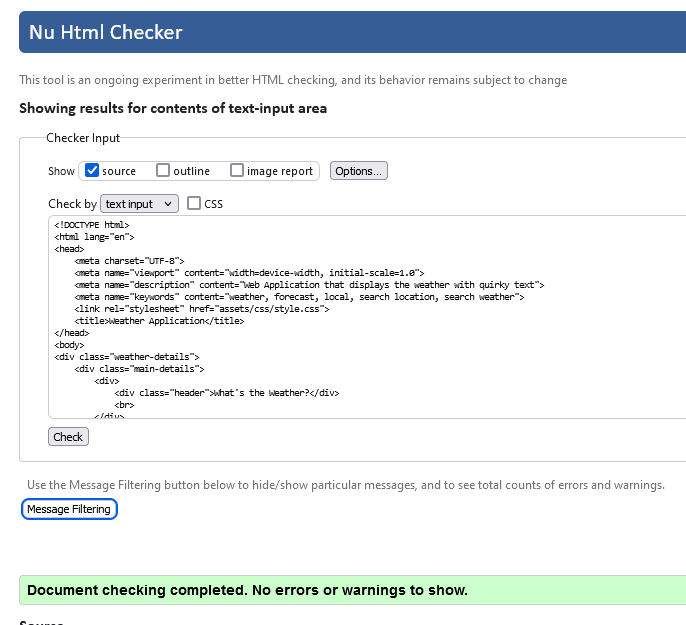 Nu Html Checker
This tool is an ongoing experiment in better HTML checking, and its behavior remains subject to change
Showing results for contents of text-input area
Checker Input
Show source outline image report Options...
Check by text input CSS
<!DOCTYPE html>
<html lang="en">
<head>
    <meta charset="UTF-8">
    <meta name="viewport" content="width=device-width, initial-scale=1.0">
    <meta name="description" content="Web Application that displays the weather with quirky text">
    <meta name="keywords" content="weather, forecast, local, search location, search weather">
    <link rel="stylesheet" href="assets/css/style.css">
    <title>Weather Application</title>
</head>
<body>
<div class="weather-details">
    <div class="main-details">
        <div>
            <div class="header">What's the Weather?</div>
            <br>
        </div>
Check
Use the Message Filtering button below to hide/show particular messages, and to see total counts of errors and warnings.
Message Filtering
Document checking completed. No errors or warnings to show.
Source